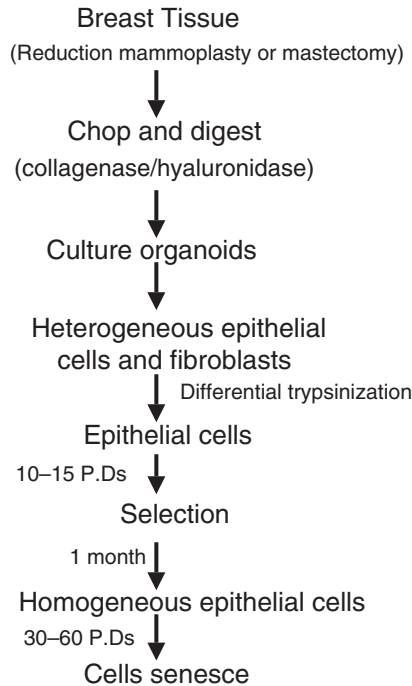 Breast Tissue
(Reduction mammoplasty or mastectomy)
Chop and digest
(collagenase/hyaluronidase)
Culture organoids
Heterogeneous epithelial
cells and fibroblasts
Differential trypsinization
Epithelial cells
10–15 P.Ds
Selection
1 month
Homogeneous epithelial cells
30–60 P.Ds
Cells senesce